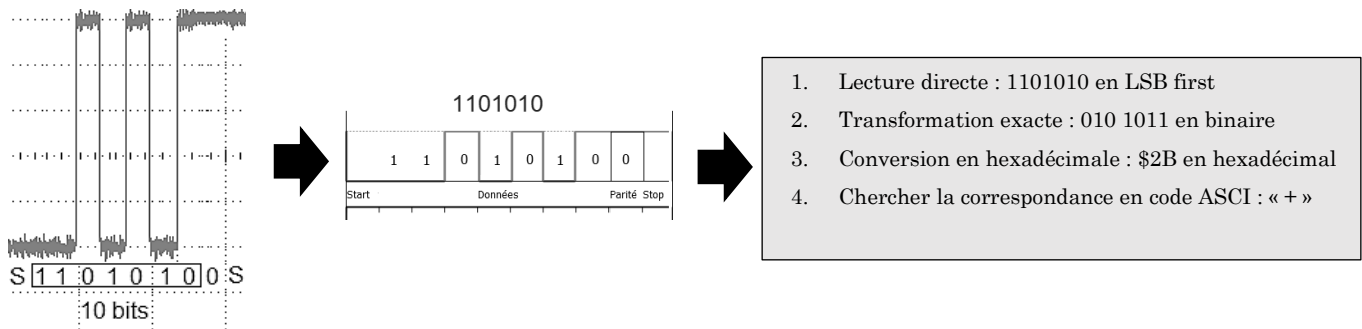 S 1 1 0 1 0 1 0 0 S
10 bits
1101010
1 1 0 1 0 1 0 0
Start Données Parité Stop
1. Lecture directe : 1101010 en LSB first
2. Transformation exacte : 010 1011 en binaire
3. Conversion en hexadécimale : $2B en hexadécimal
4. Chercher la correspondance en code ASCI : « + »